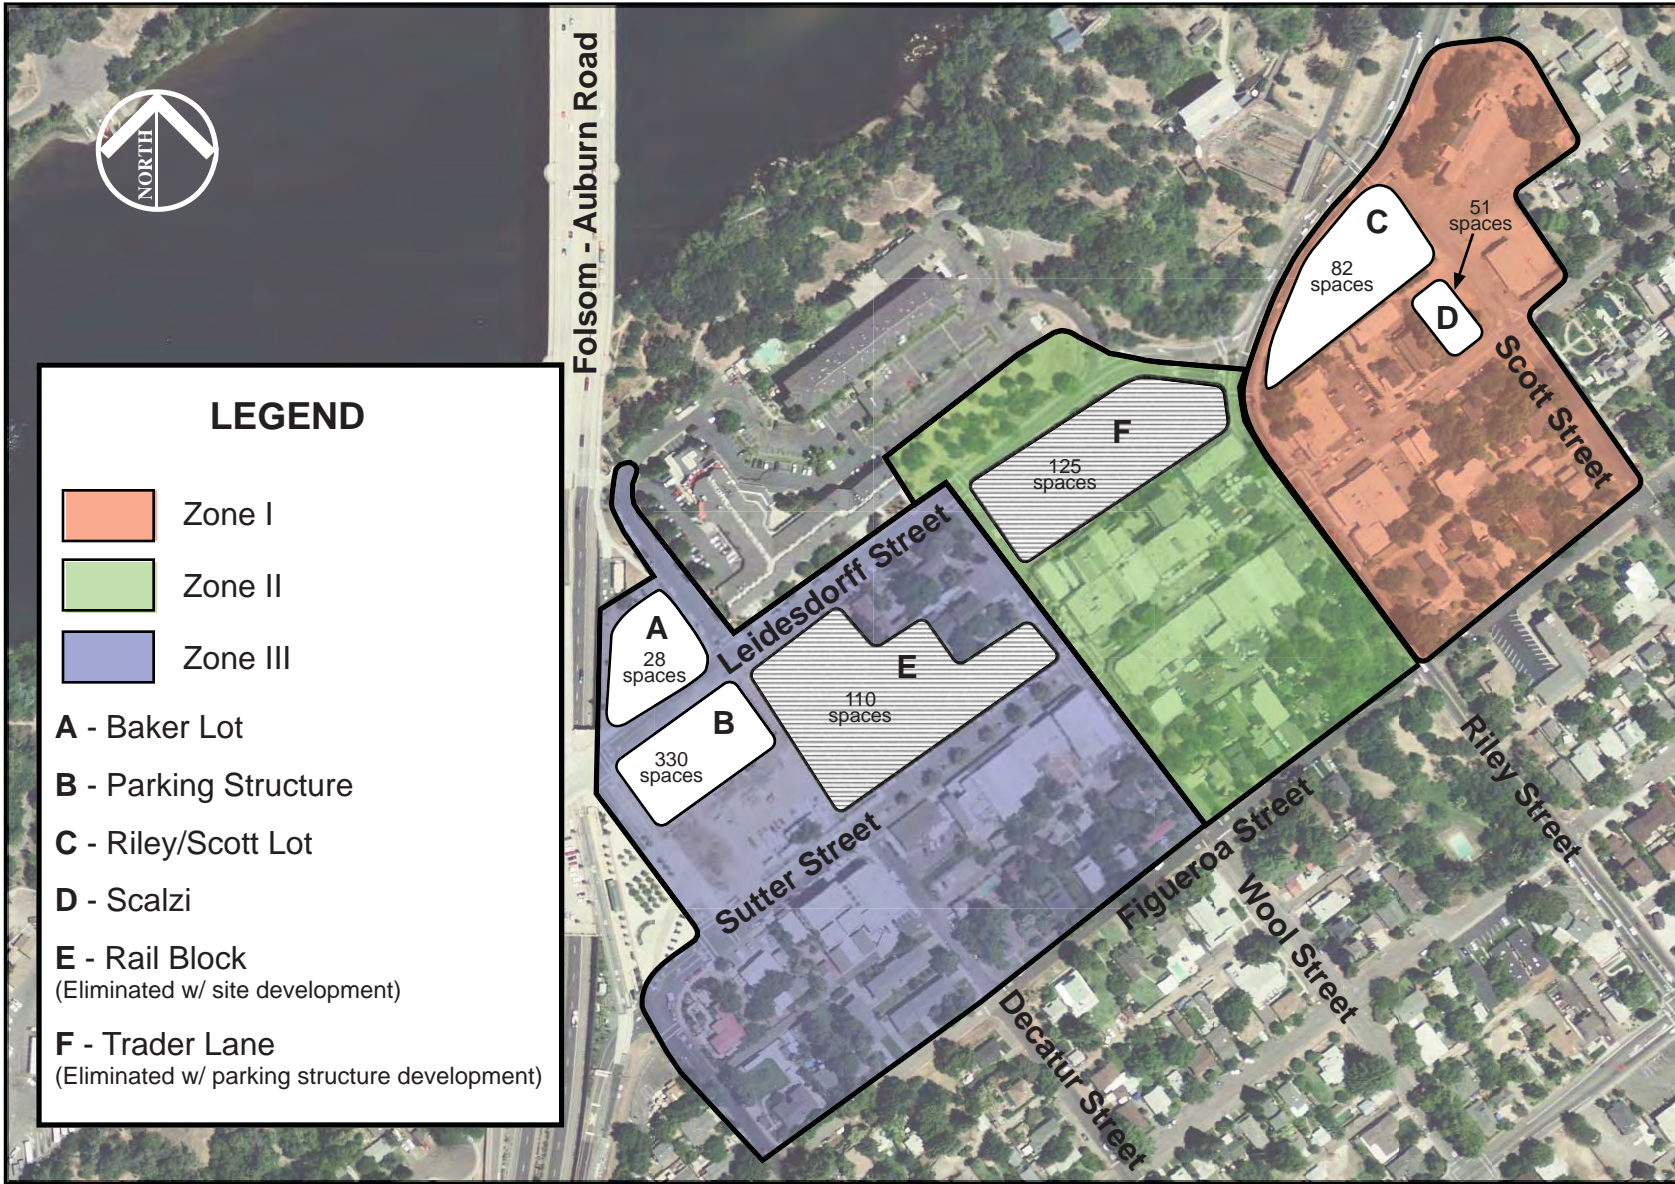 NORTH
Folsom - Auburn Road
C
82
spaces
51
spaces
D
Scott Street
F
125
spaces
Leidesdorff Street
A
28
spaces
B
330
spaces
E
110
spaces
Sutter Street
Figueroa Street
Riley Street
Wool Street
Decatur Street
LEGEND
Zone I
Zone II
Zone III
A - Baker Lot
B - Parking Structure
C - Riley/Scott Lot
D - Scalzi
E - Rail Block
(Eliminated w/ site development)
F - Trader Lane
(Eliminated w/ parking structure development)